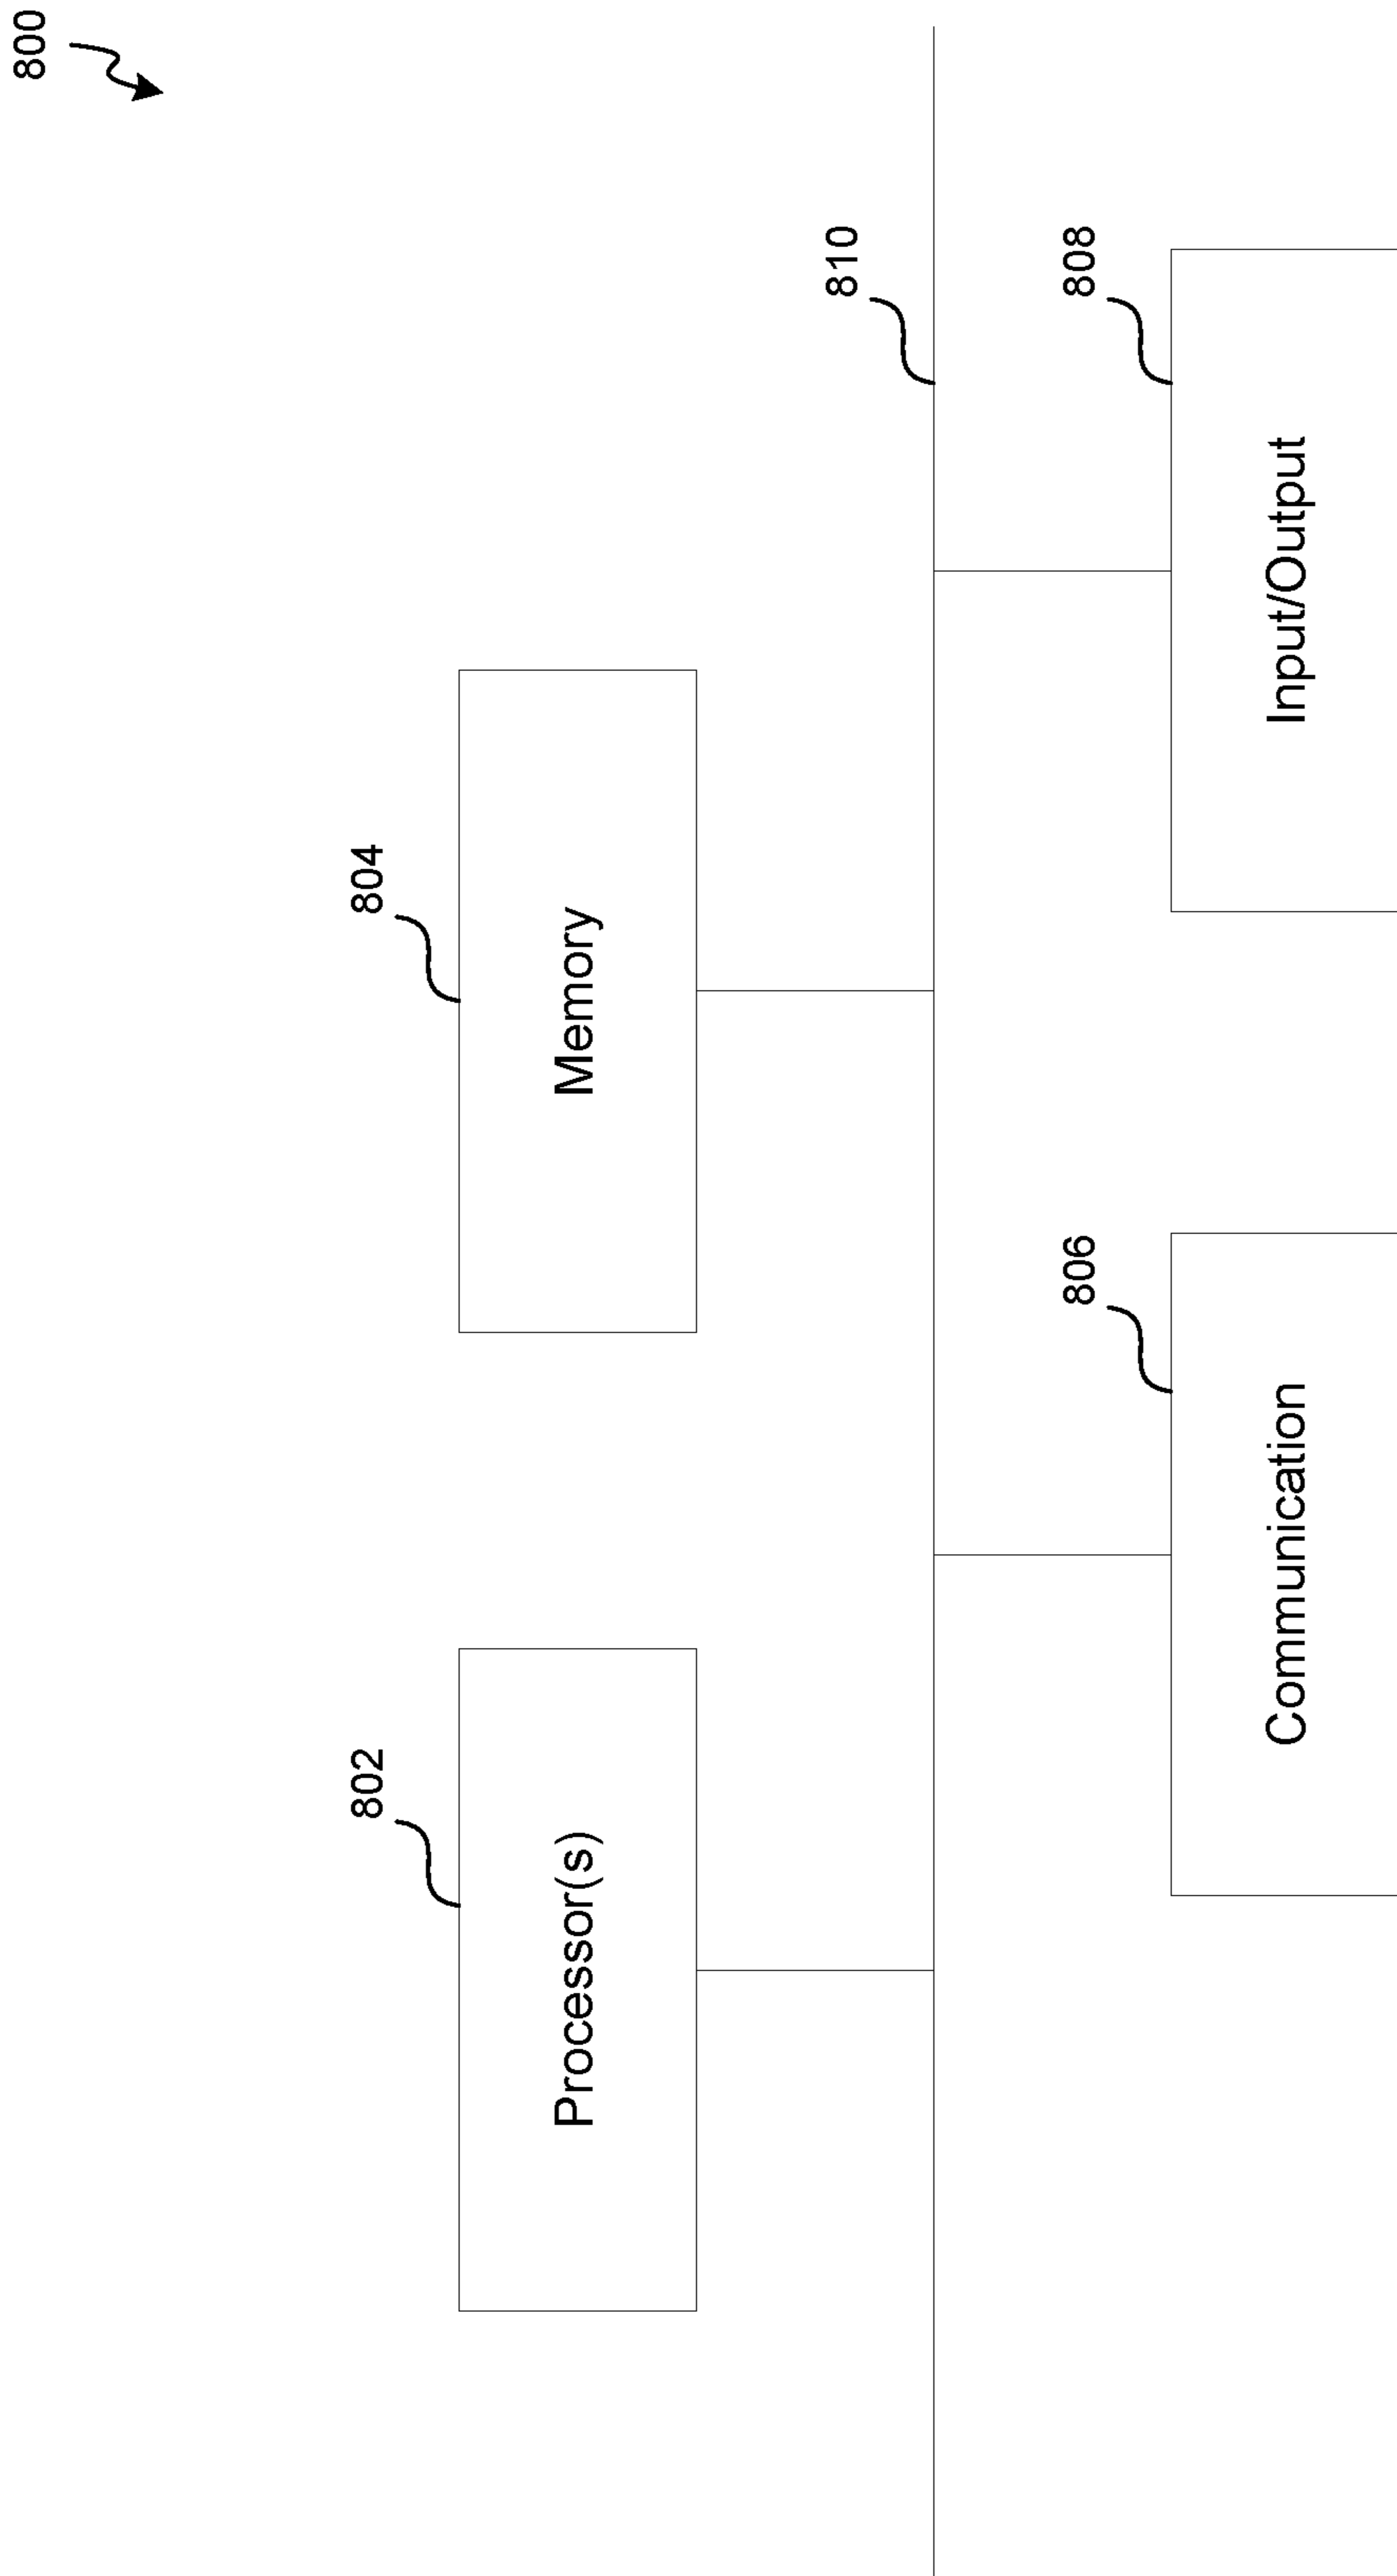 800
802
Processor(s)
804
Memory
810
806
Communication
808
Input/Output